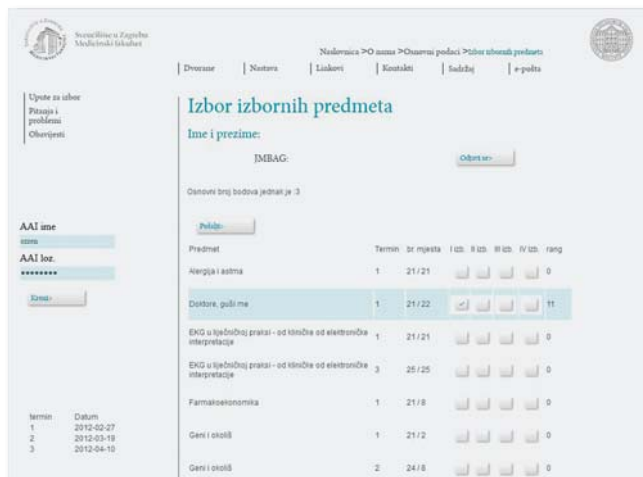 Sveučilište u Zagrebu
Medicinski fakultet
Naslovnica >O nama >Osnovni podaci >Izbor izbornih predmeta
Dvorane | Nastava | Linkovi | Kontakti | Sadržaj | e-pošta
Upute za izbor
Pitanja i
problemi
Obavijesti
Izbor izbornih predmeta
Ime i prezime:
JMBAG:
Odjavi se>
Osnovni broj bodova jednak je :3
AAI ime
AAI loz.
••••••••
Kreni>
Pošalji>
Predmet Termin br. mjesta I izb. II izb. III izb. IV izb. rang
Alergija i astma 1 21 / 21 0
Doktore, guši me 1 21 / 22 11
EKG u liječničkoj praksi - od kliničke od elektroničke
interpretacije 1 21 / 21 0
EKG u liječničkoj praksi - od kliničke od elektroničke
interpretacije 3 25 / 25 0
Farmakoekonomika 1 21 / 8 0
Geni i okoliš 1 21 / 2 0
Geni i okoliš 2 24 / 8 0
termin Datum
1 2012-02-27
2 2012-03-19
3 2012-04-10